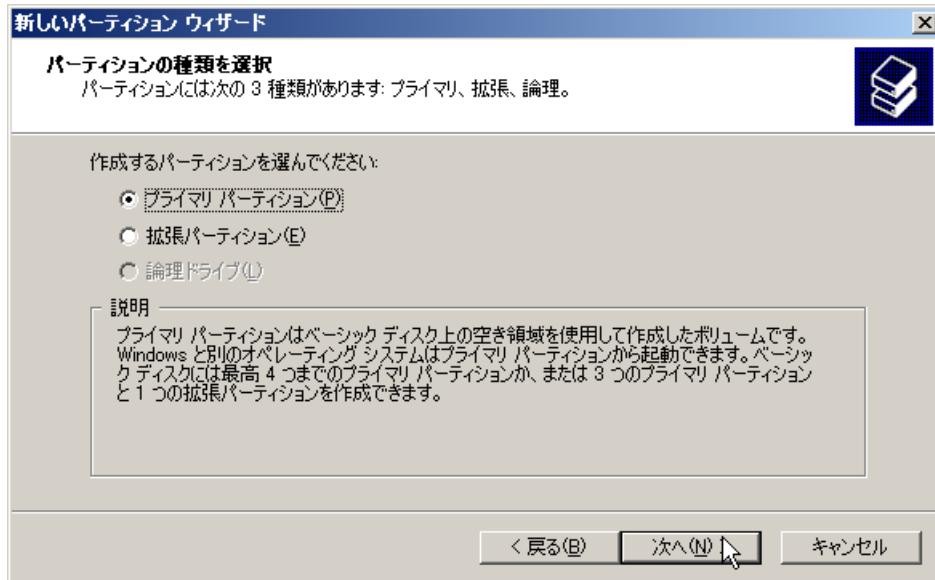 新しいパーティション ウィザード
パーティションの種類を選択
パーティションには次の 3 種類があります: プライマリ、拡張、論理。
作成するパーティションを選んでください:
プライマリ パーティション(P)
拡張パーティション(E)
論理ドライブ(L)
説明
プライマリ パーティションはベーシック ディスク上の空き領域を使用して作成したボリュームです。
Windows と別のオペレーティング システムはプライマリ パーティションから起動できます。ベーシッ
ク ディスクには最高 4 つまでのプライマリ パーティションか、または 3 つのプライマリ パーティション
と 1 つの拡張パーティションを作成できます。
< 戻る(B)
次へ(N) >
キャンセル